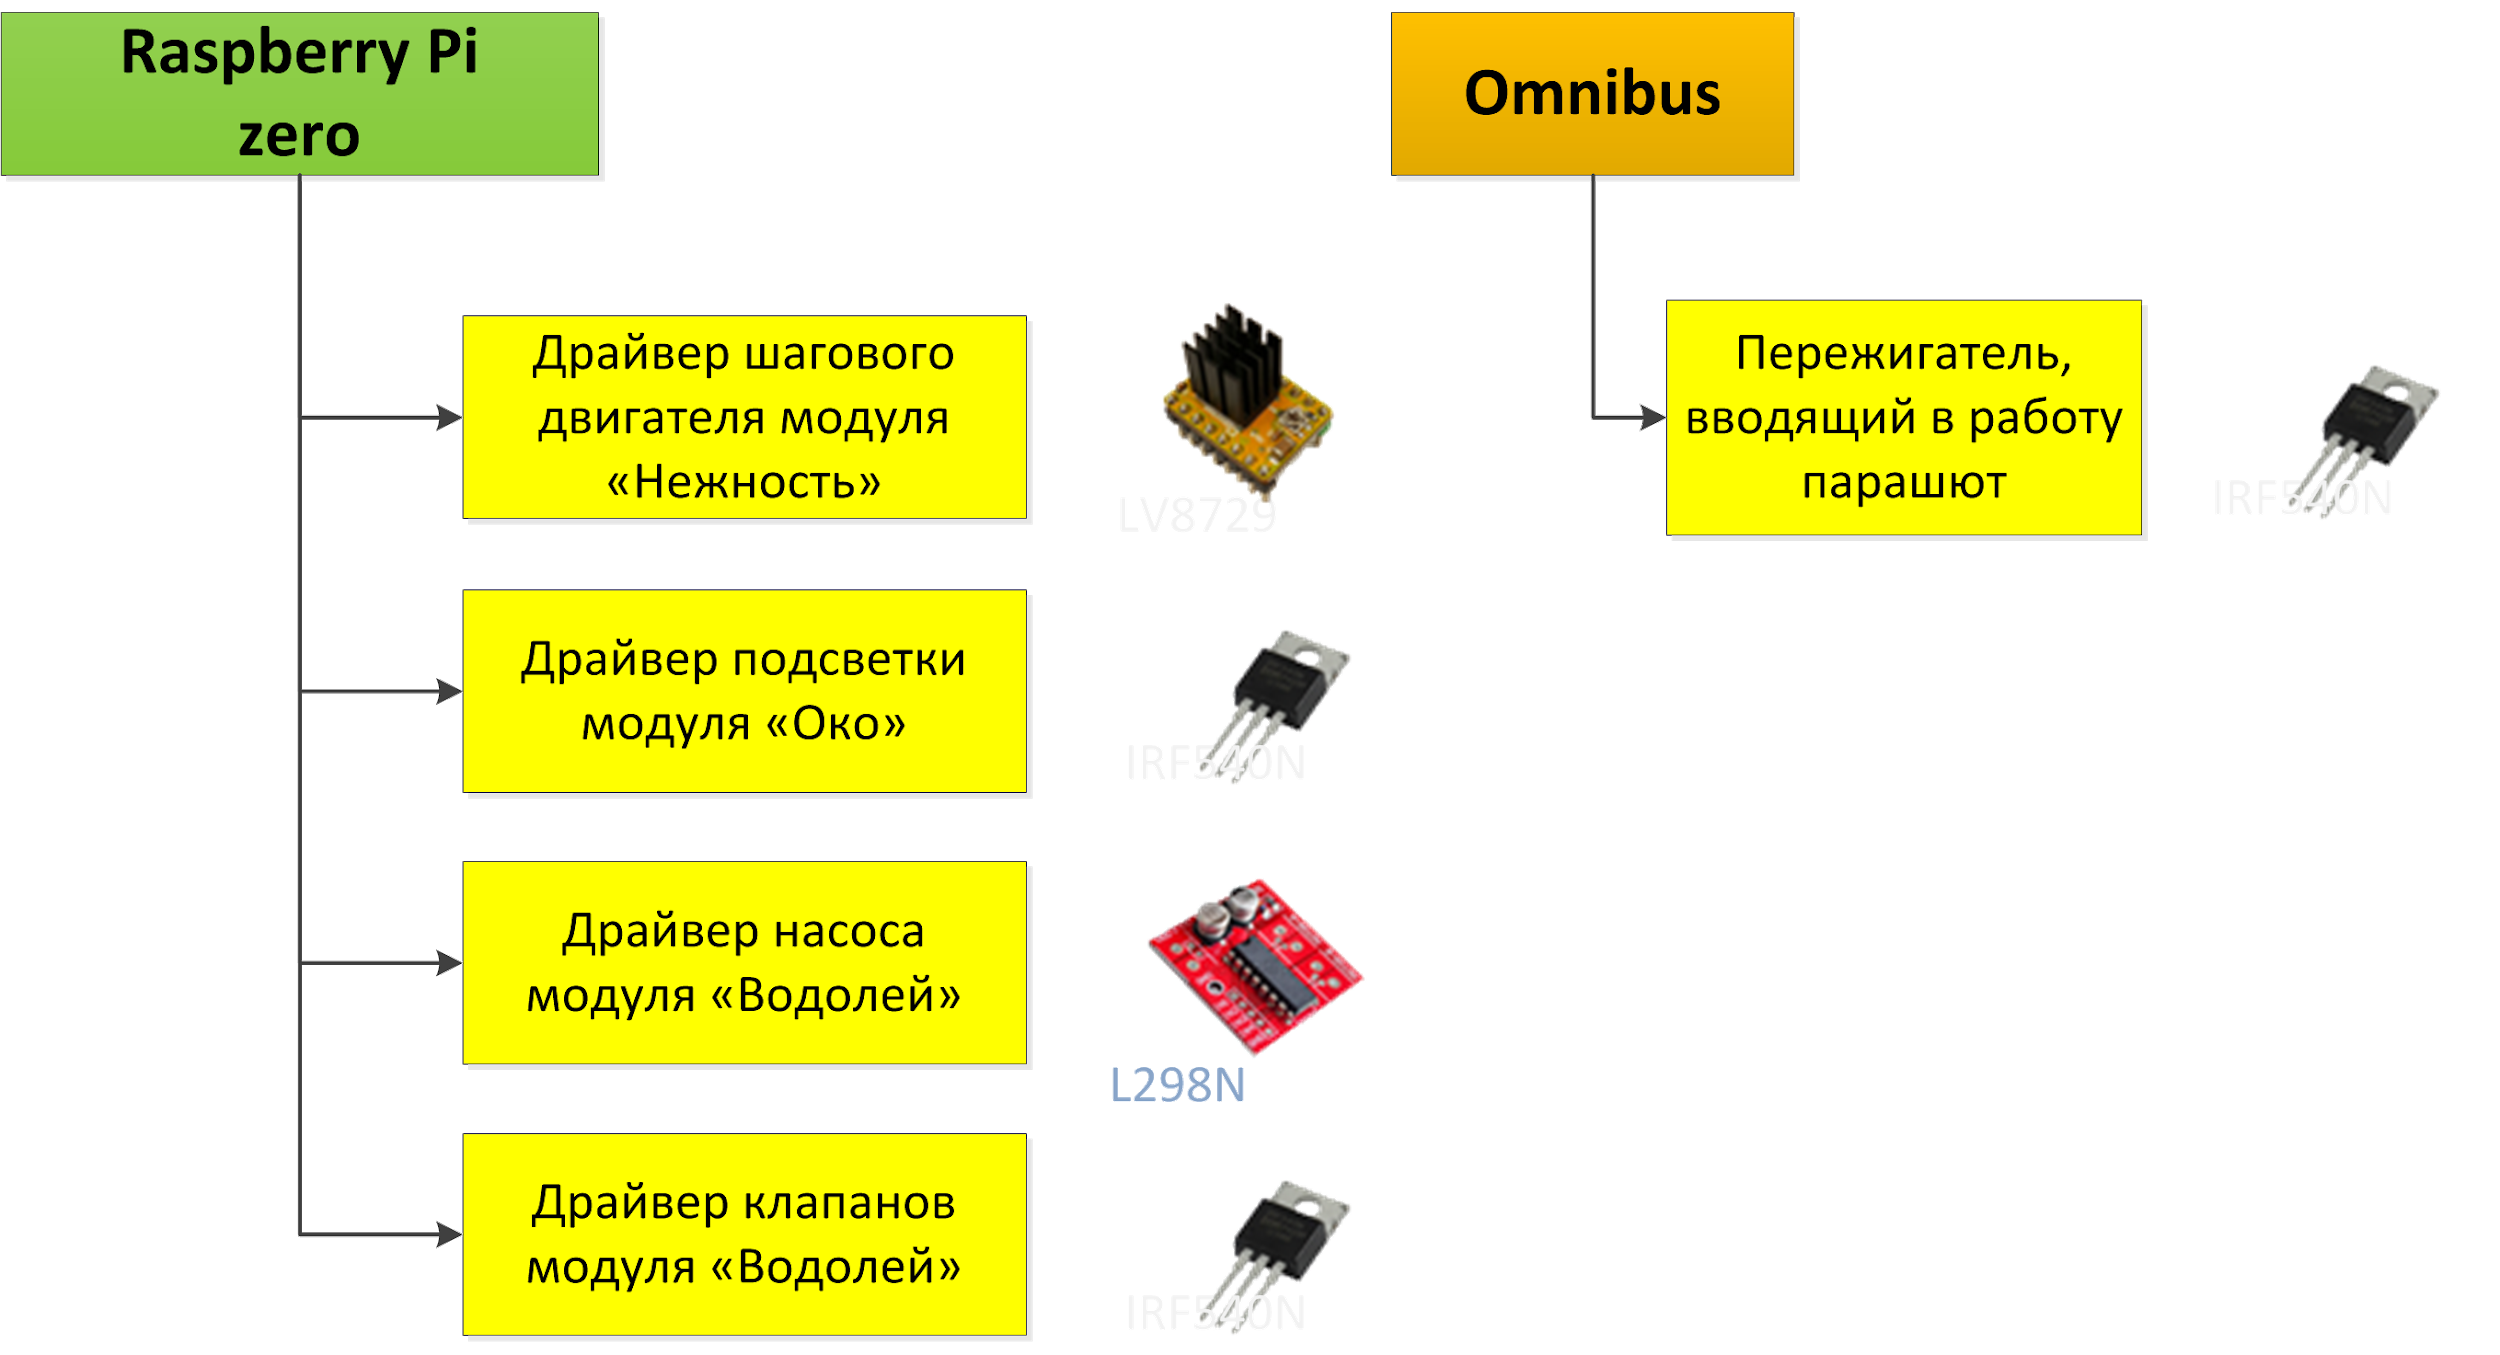 Raspberry Pi
zero
Omnibus
Драйвер шагового
двигателя модуля
«Нежность»
LV8729
Пережигатель,
вводящий в работу
парашют
IRF540N
Драйвер подсветки
модуля «Око»
IRF540N
Драйвер насоса
модуля «Водолей»
L298N
Драйвер клапанов
модуля «Водолей»
IRF540N